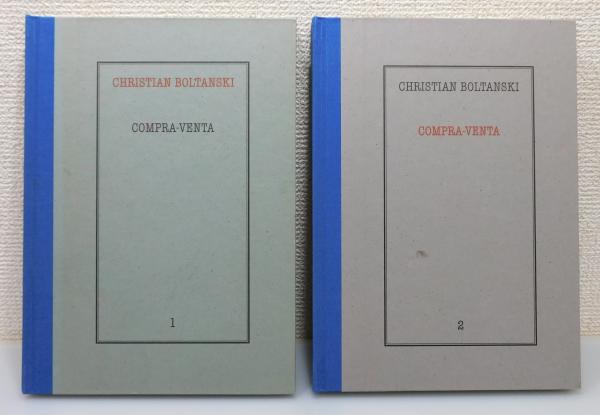 CHRISTIAN BOLTANSKI
COMPRA-VENTA
1
CHRISTIAN BOLTANSKI
COMPRA-VENTA
2